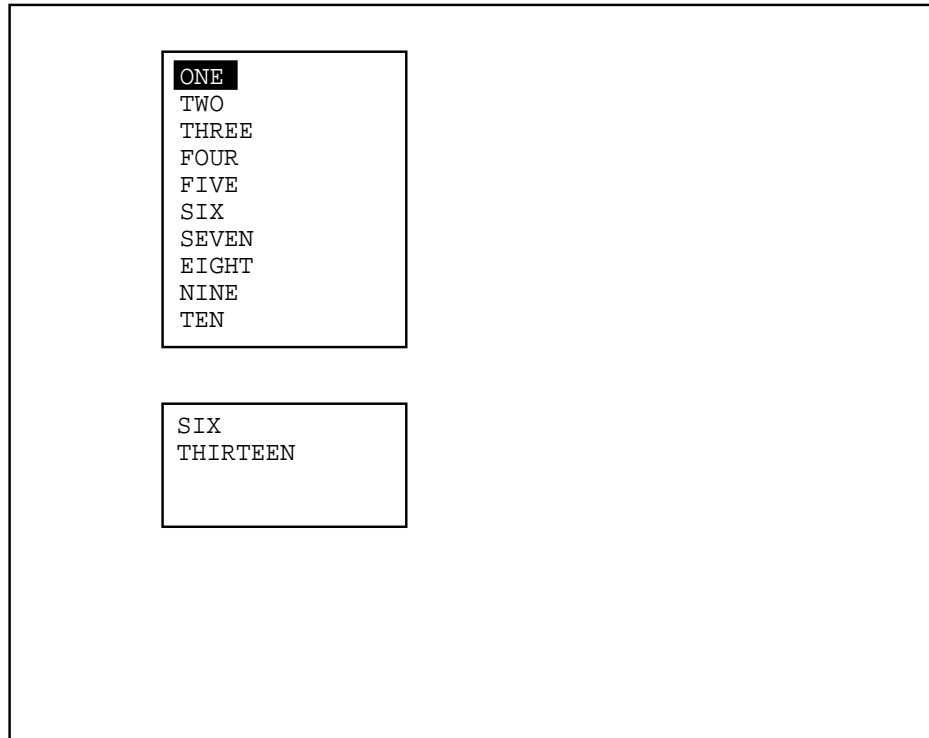 ONE
TWO
THREE
FOUR
FIVE
SIX
SEVEN
EIGHT
NINE
TEN
SIX
THIRTEEN